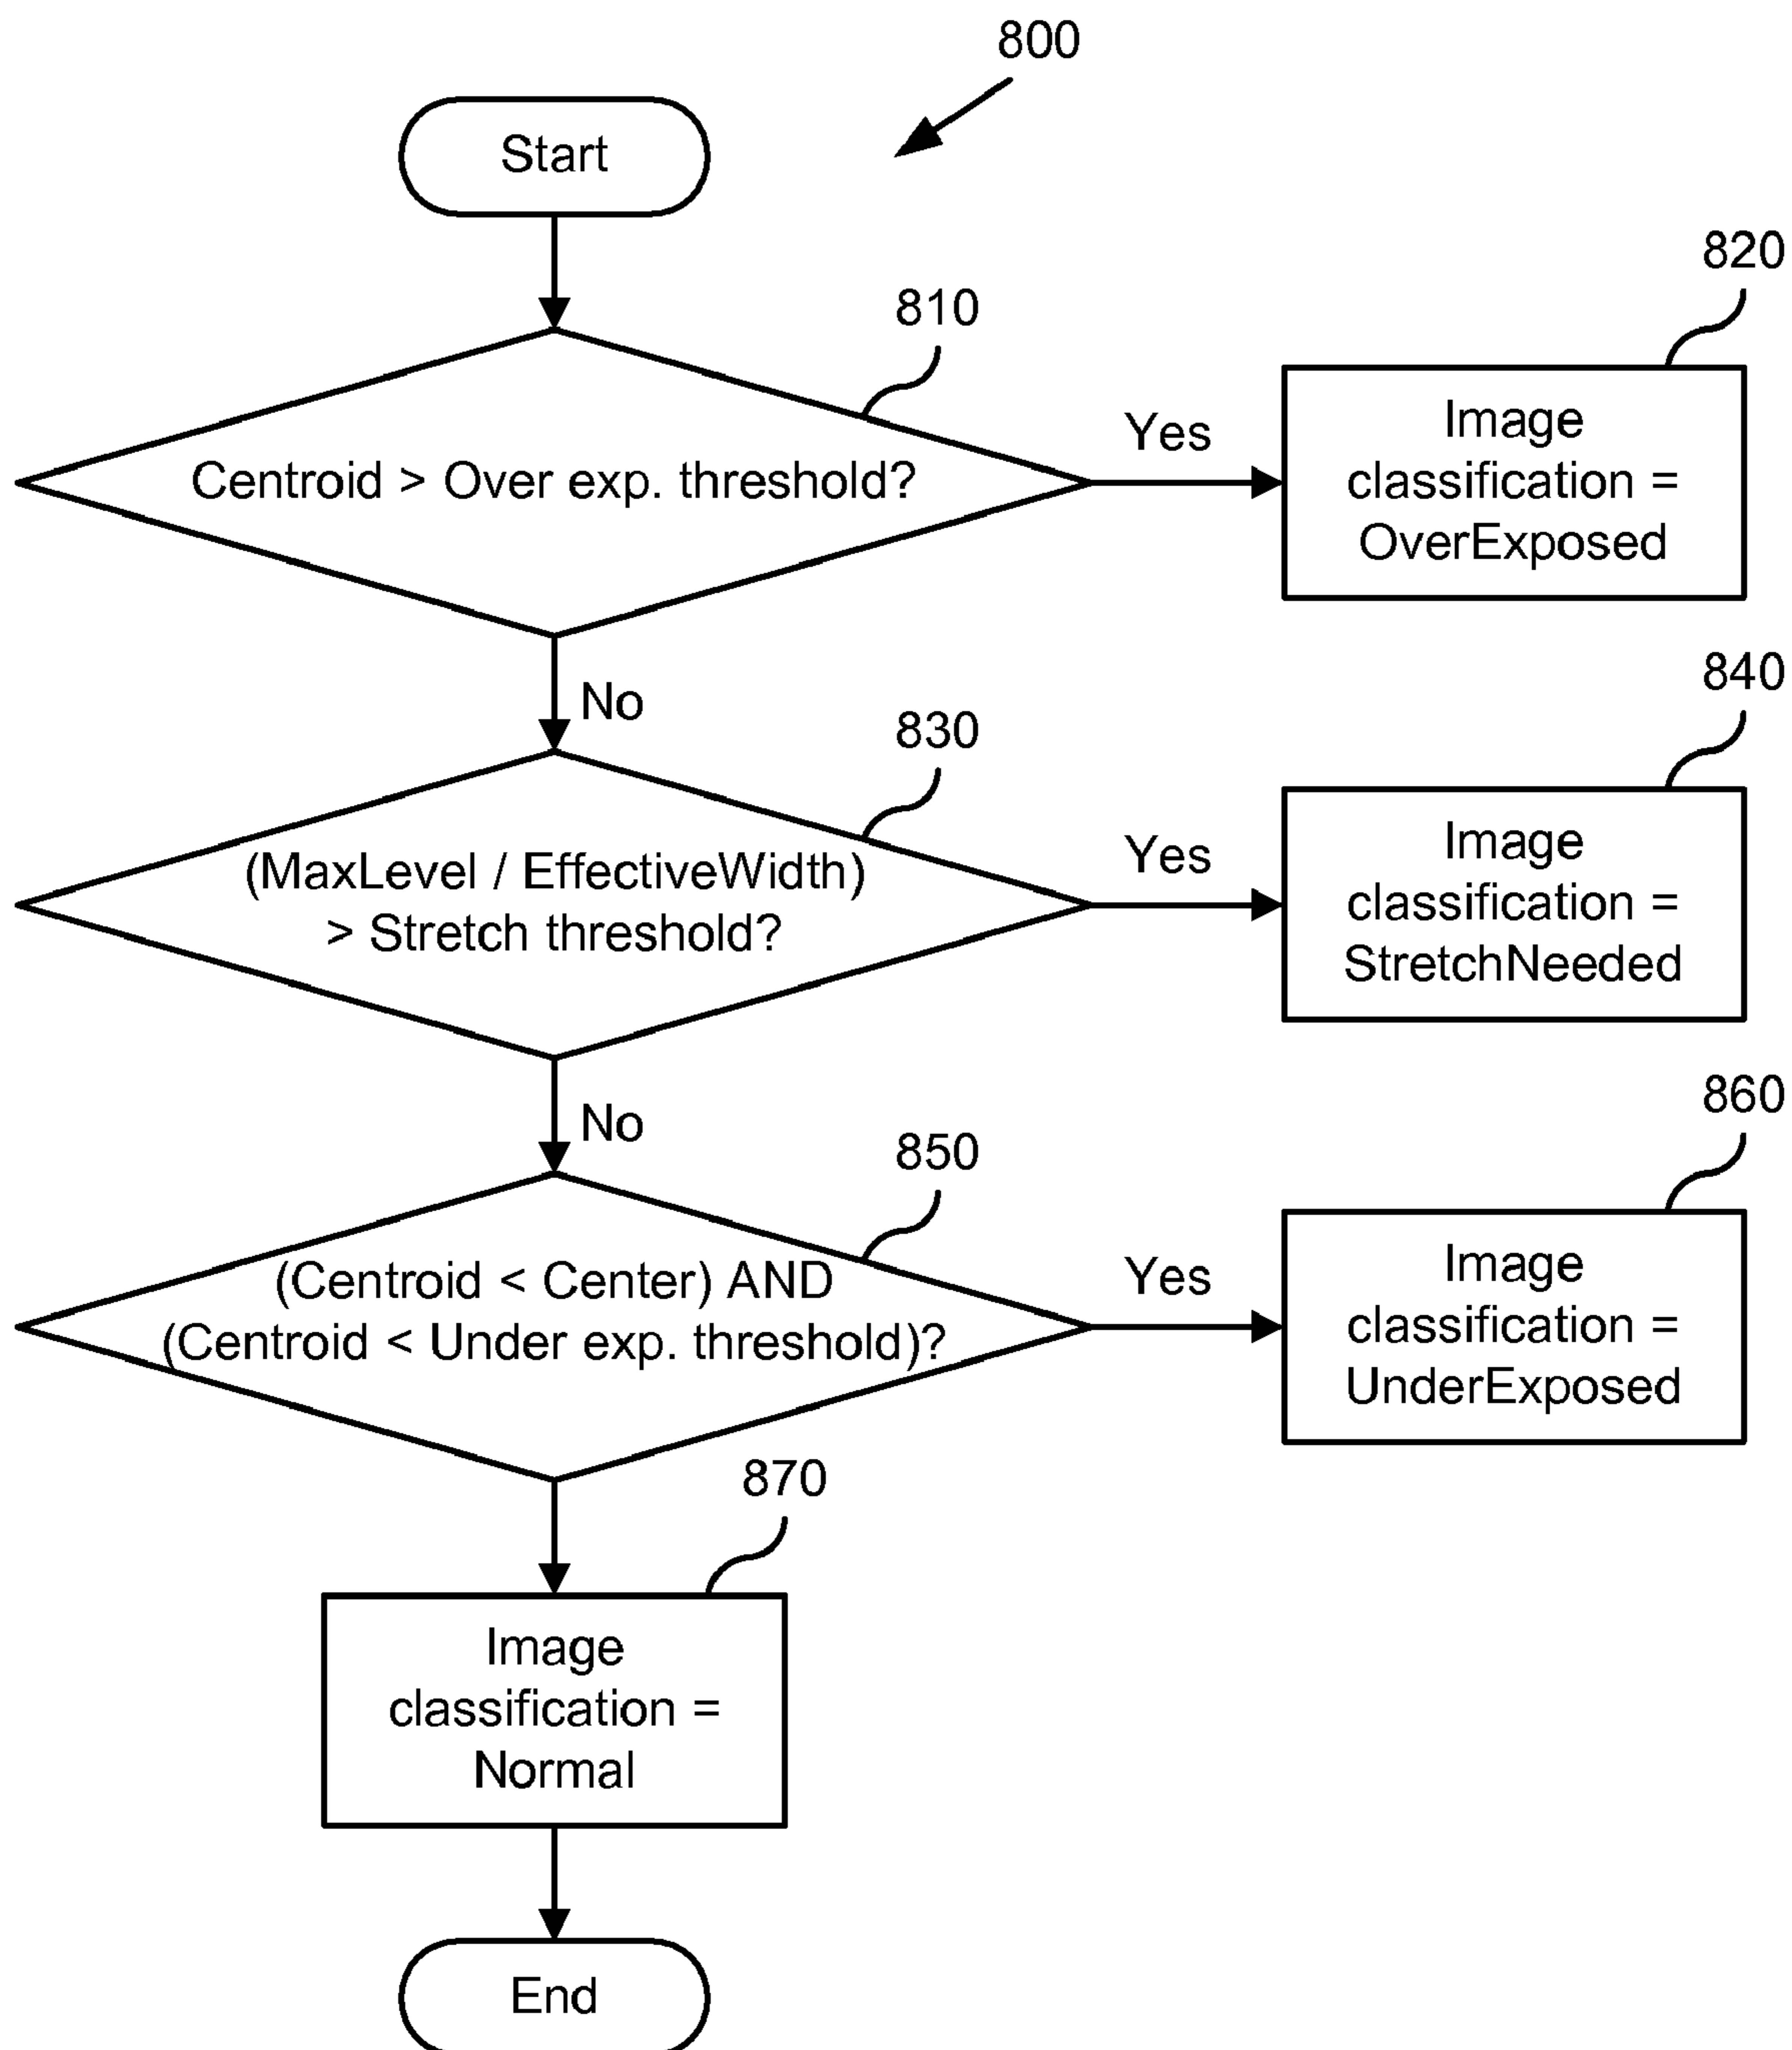 800
Start
810
Centroid > Over exp. threshold?
Yes
820
Image
classification =
OverExposed
No
830
(MaxLevel / EffectiveWidth)
> Stretch threshold?
Yes
840
Image
classification =
StretchNeeded
No
850
(Centroid < Center) AND
(Centroid < Under exp. threshold)?
Yes
860
Image
classification =
UnderExposed
870
Image
classification =
Normal
End